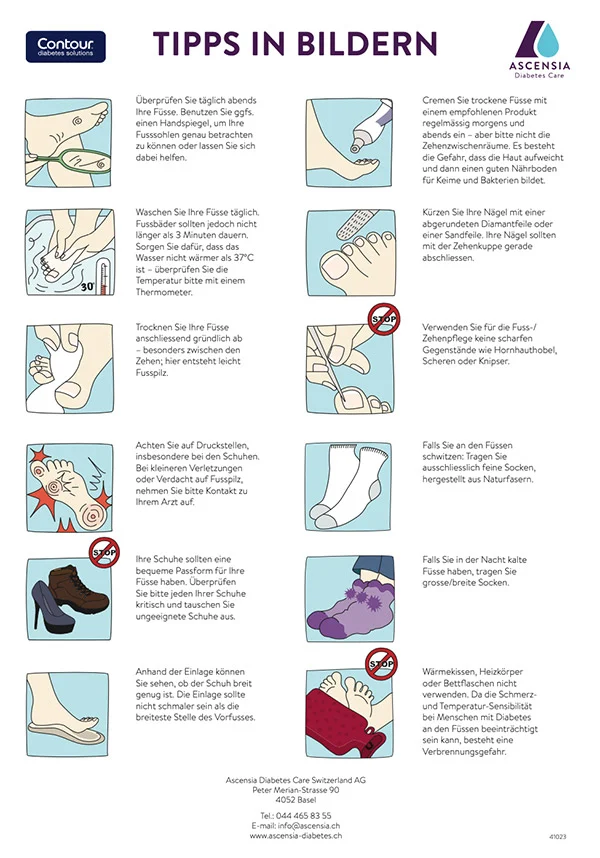 Contour
diabetes solutions
TIPPS IN BILDERN
ASCENSIA
Diabetes Care
Überprüfen Sie täglich abends
Ihre Füsse. Benutzen Sie ggfs.
einen Handspiegel, um Ihre
Fusssohlen genau betrachten
zu können oder lassen Sie sich
dabei helfen.
Cremen Sie trockene Füsse mit
einem empfohlenen Produkt
regelmässig morgens und
abends ein – aber bitte nicht die
Zehenzwischenräume. Es besteht
die Gefahr, dass die Haut aufweicht
und dann einen guten Nährboden
für Keime und Bakterien bildet.
Waschen Sie Ihre Füsse täglich.
Fussbäder sollten jedoch nicht
länger als 3 Minuten dauern.
Sorgen Sie dafür, dass das
Wasser nicht wärmer als 37°C
ist – überprüfen Sie die
Temperatur bitte mit einem
Thermometer.
30°
Kürzen Sie Ihre Nägel mit einer
abgerundeten Diamantfeile oder
einer Sandfeile. Ihre Nägel sollten
mit der Zehenkuppe gerade
abschliessen.
Trocknen Sie Ihre Füsse
anschliessend gründlich ab
– besonders zwischen den
Zehen; hier entsteht leicht
Fusspilz.
STOP
Verwenden Sie für die Fuss-/
Zehenpflege keine scharfen
Gegenstände wie Hornhauthobel,
Scheren oder Knipser.
Achten Sie auf Druckstellen,
insbesondere bei den Schuhen.
Bei kleineren Verletzungen
oder Verdacht auf Fusspilz,
nehmen Sie bitte Kontakt zu
Ihrem Arzt auf.
Falls Sie an den Füssen
schwitzen: Tragen Sie
ausschliesslich feine Socken,
hergestellt aus Naturfasern.
STOP
Ihre Schuhe sollten eine
bequeme Passform für Ihre
Füsse haben. Überprüfen
Sie bitte jeden Ihrer Schuhe
kritisch und tauschen Sie
ungeeignete Schuhe aus.
Falls Sie in der Nacht kalte
Füsse haben, tragen Sie
grosse/breite Socken.
Anhand der Einlage können
Sie sehen, ob der Schuh breit
genug ist. Die Einlage sollte
nicht schmaler sein als die
breiteste Stelle des Vorfusses.
STOP
Wärmekissen, Heizkörper
oder Bettflaschen nicht
verwenden. Da die Schmerz-
und Temperatur-Sensibilität
bei Menschen mit Diabetes
an den Füssen beeinträchtigt
sein kann, besteht eine
Verbrennungsgefahr.
Ascensia Diabetes Care Switzerland AG
Peter Merian-Strasse 90
4052 Basel
Tel.: 044 465 83 55
E-mail: info@ascensia.ch
www.ascensia-diabetes.ch
41023